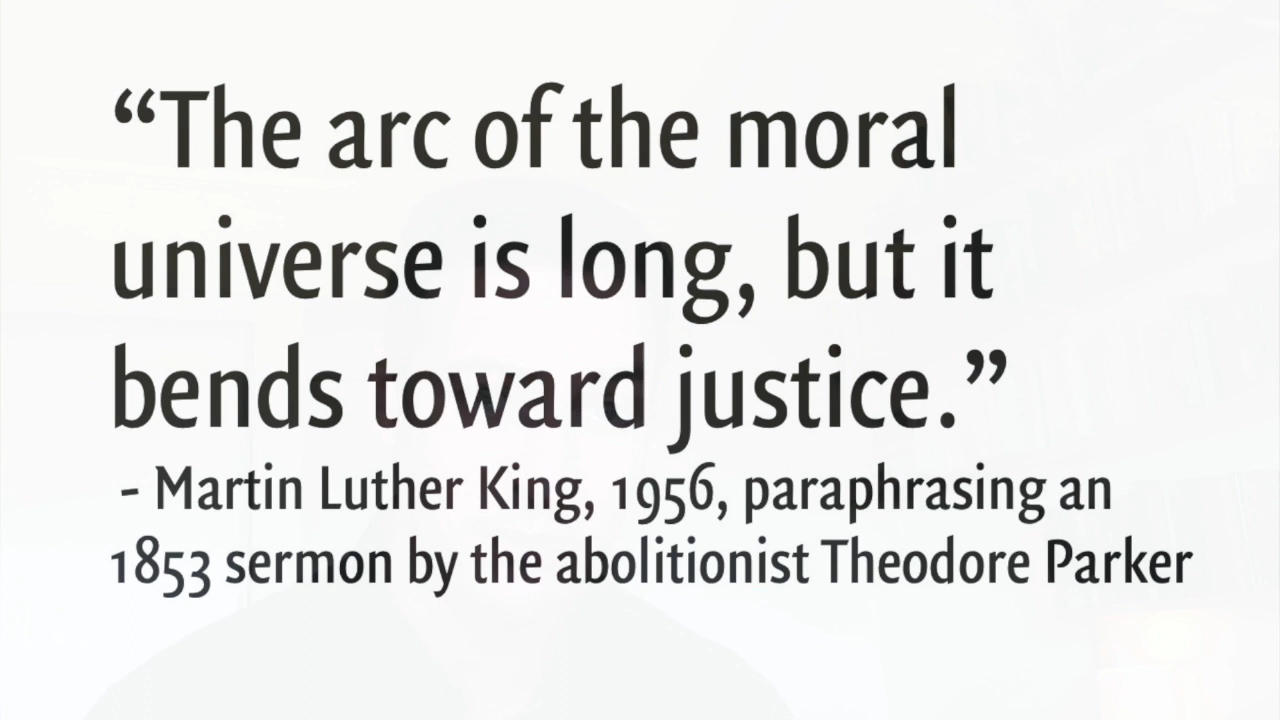 “The arc of the moral
universe is long, but it
bends toward justice.”
- Martin Luther King, 1956, paraphrasing an
1853 sermon by the abolitionist Theodore Parker